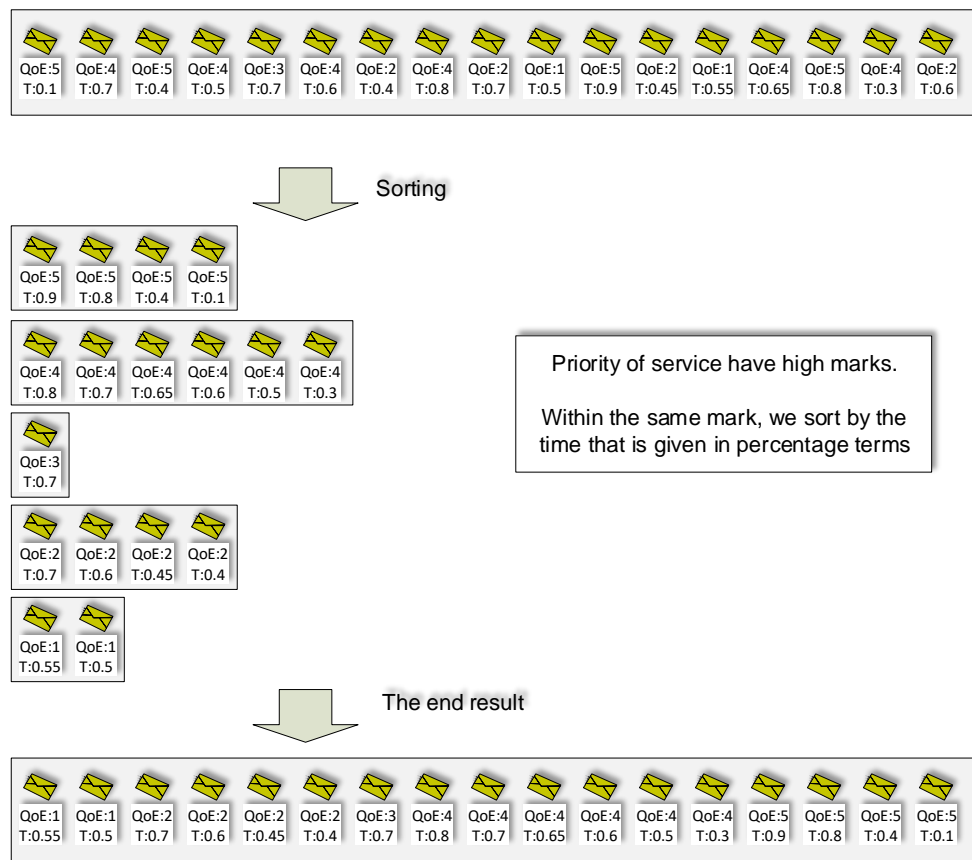 QoE:5 QoE:4 QoE:5 QoE:4 QoE:3 QoE:4 QoE:2 QoE:4 QoE:2 QoE:1 QoE:5 QoE:2 QoE:1 QoE:4 QoE:5 QoE:4 QoE:2
T:0.1 T:0.7 T:0.4 T:0.5 T:0.7 T:0.6 T:0.4 T:0.8 T:0.7 T:0.5 T:0.9 T:0.45 T:0.55 T:0.65 T:0.8 T:0.3 T:0.6
Sorting
QoE:5 QoE:5 QoE:5 QoE:5
T:0.9 T:0.8 T:0.4 T:0.1
QoE:4 QoE:4 QoE:4 QoE:4 QoE:4 QoE:4
T:0.8 T:0.7 T:0.65 T:0.6 T:0.5 T:0.3
Priority of service have high marks.
Within the same mark, we sort by the
time that is given in percentage terms
QoE:3
T:0.7
QoE:2 QoE:2 QoE:2 QoE:2
T:0.7 T:0.6 T:0.45 T:0.4
QoE:1 QoE:1
T:0.55 T:0.5
The end result
QoE:1 QoE:1 QoE:2 QoE:2 QoE:2 QoE:2 QoE:3 QoE:4 QoE:4 QoE:4 QoE:4 QoE:4 QoE:4 QoE:5 QoE:5 QoE:5 QoE:5
T:0.55 T:0.5 T:0.7 T:0.6 T:0.45 T:0.4 T:0.7 T:0.8 T:0.7 T:0.65 T:0.6 T:0.5 T:0.3 T:0.9 T:0.8 T:0.4 T:0.1